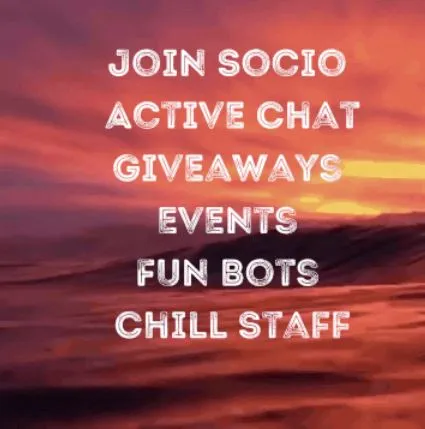 JOIN SOCIO
ACTIVE CHAT
GIVEAWAYS
EVENTS
FUN BOTS
CHILL STAFF